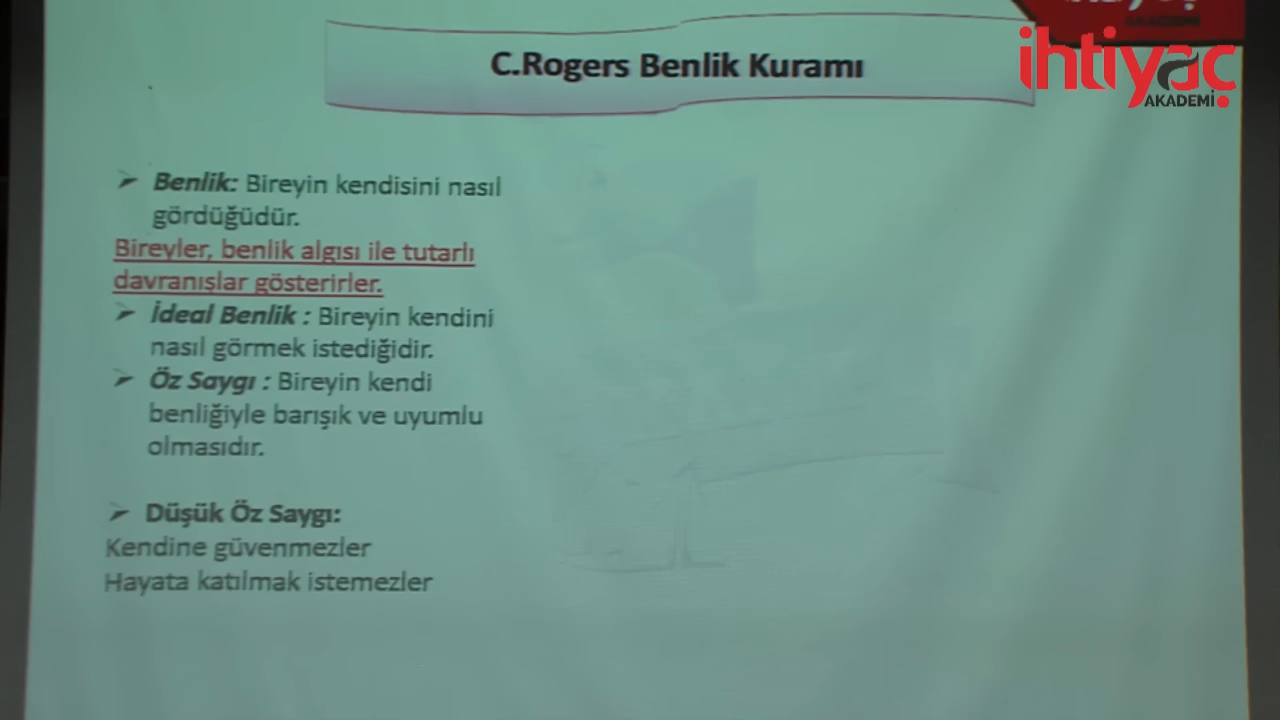 C.Rogers Benlik Kuramı
ihtiyaç
AKADEMİ
Benlik: Bireyin kendisini nasıl
gördüğüdür.
Bireyler, benlik algısı ile tutarlı
davranışlar gösterirler.
İdeal Benlik : Bireyin kendini
nasıl görmek istediğidir.
Öz Saygı : Bireyin kendi
benliğiyle barışık ve uyumlu
olmasıdır.
Düşük Öz Saygı:
Kendine güvenmezler
Hayata katılmak istemezler